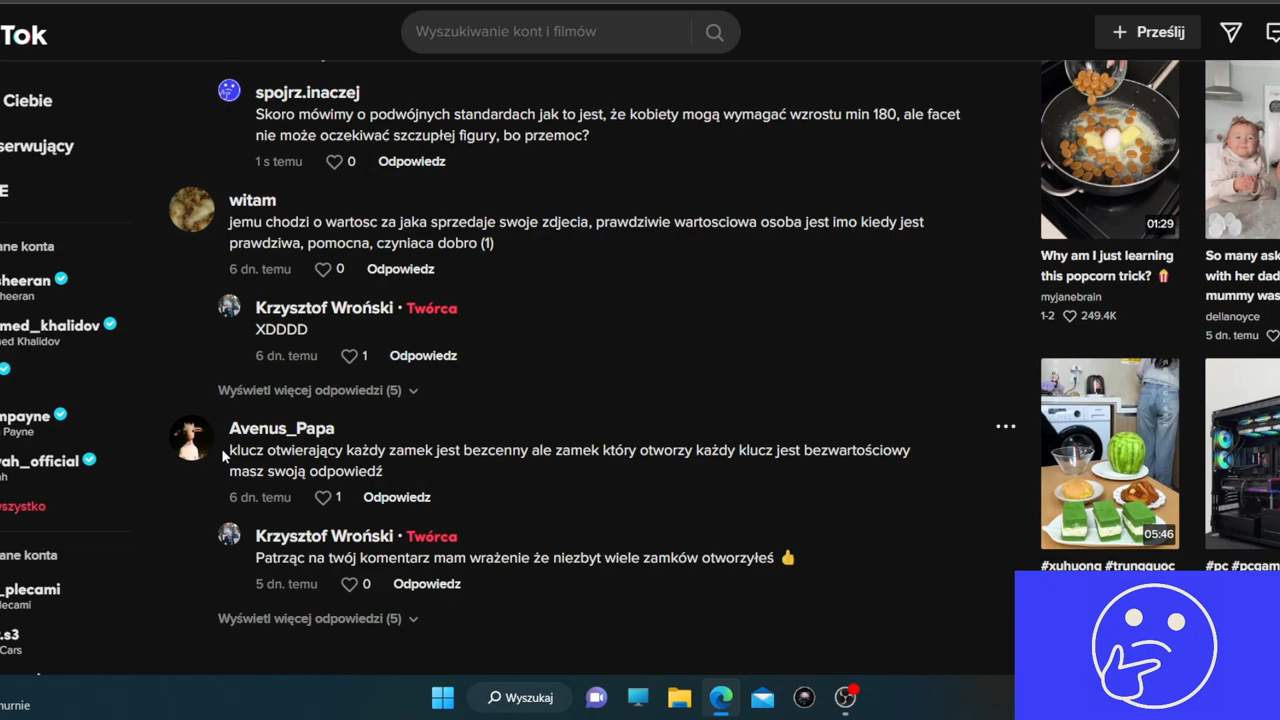 Tok
Wyszukiwanie kont i filmów
Prześlij
Ciebie
serwujący
E
ane konta
heeran
heeran
med_khalidov
ed Khalidov
mpayne
Payne
ah_official
ah
wszystko
ane konta
_plecami
lecami
.s3
Cars
nurnie
spojrz.inaczej
Skoro mówimy o podwójnych standardach jak to jest, że kobiety mogą wymagać wzrostu min 180, ale facet
nie może oczekiwać szczupłej figury, bo przemoc?
1 s temu 0 Odpowiedz
witam
jemu chodzi o wartosc za jaka sprzedaje swoje zdjecia, prawdziwie wartosciowa osoba jest imo kiedy jest
prawdziwa, pomocna, czyniaca dobro (1)
6 dn. temu 0 Odpowiedz
Krzysztof Wroński · Twórca
XDDDD
6 dn. temu 1 Odpowiedz
Wyświetl więcej odpowiedzi (5)
Avenus_Papa
klucz otwierający każdy zamek jest bezcenny ale zamek który otworzy każdy klucz jest bezwartościowy
masz swoją odpowiedź
6 dn. temu 1 Odpowiedz
Krzysztof Wroński · Twórca
Patrząc na twój komentarz mam wrażenie że niezbyt wiele zamków otworzyłeś 👍
5 dn. temu 0 Odpowiedz
Wyświetl więcej odpowiedzi (5)
01:29
Why am I just learning
this popcorn trick? 🍿
myjanebrain
1-2 249.4K
So many ask
with her dad
mummy was
dellanoyce
5 dn. temu
05:46
#xuhuong #trungquoc
#pc #pcgam
Wyszukaj